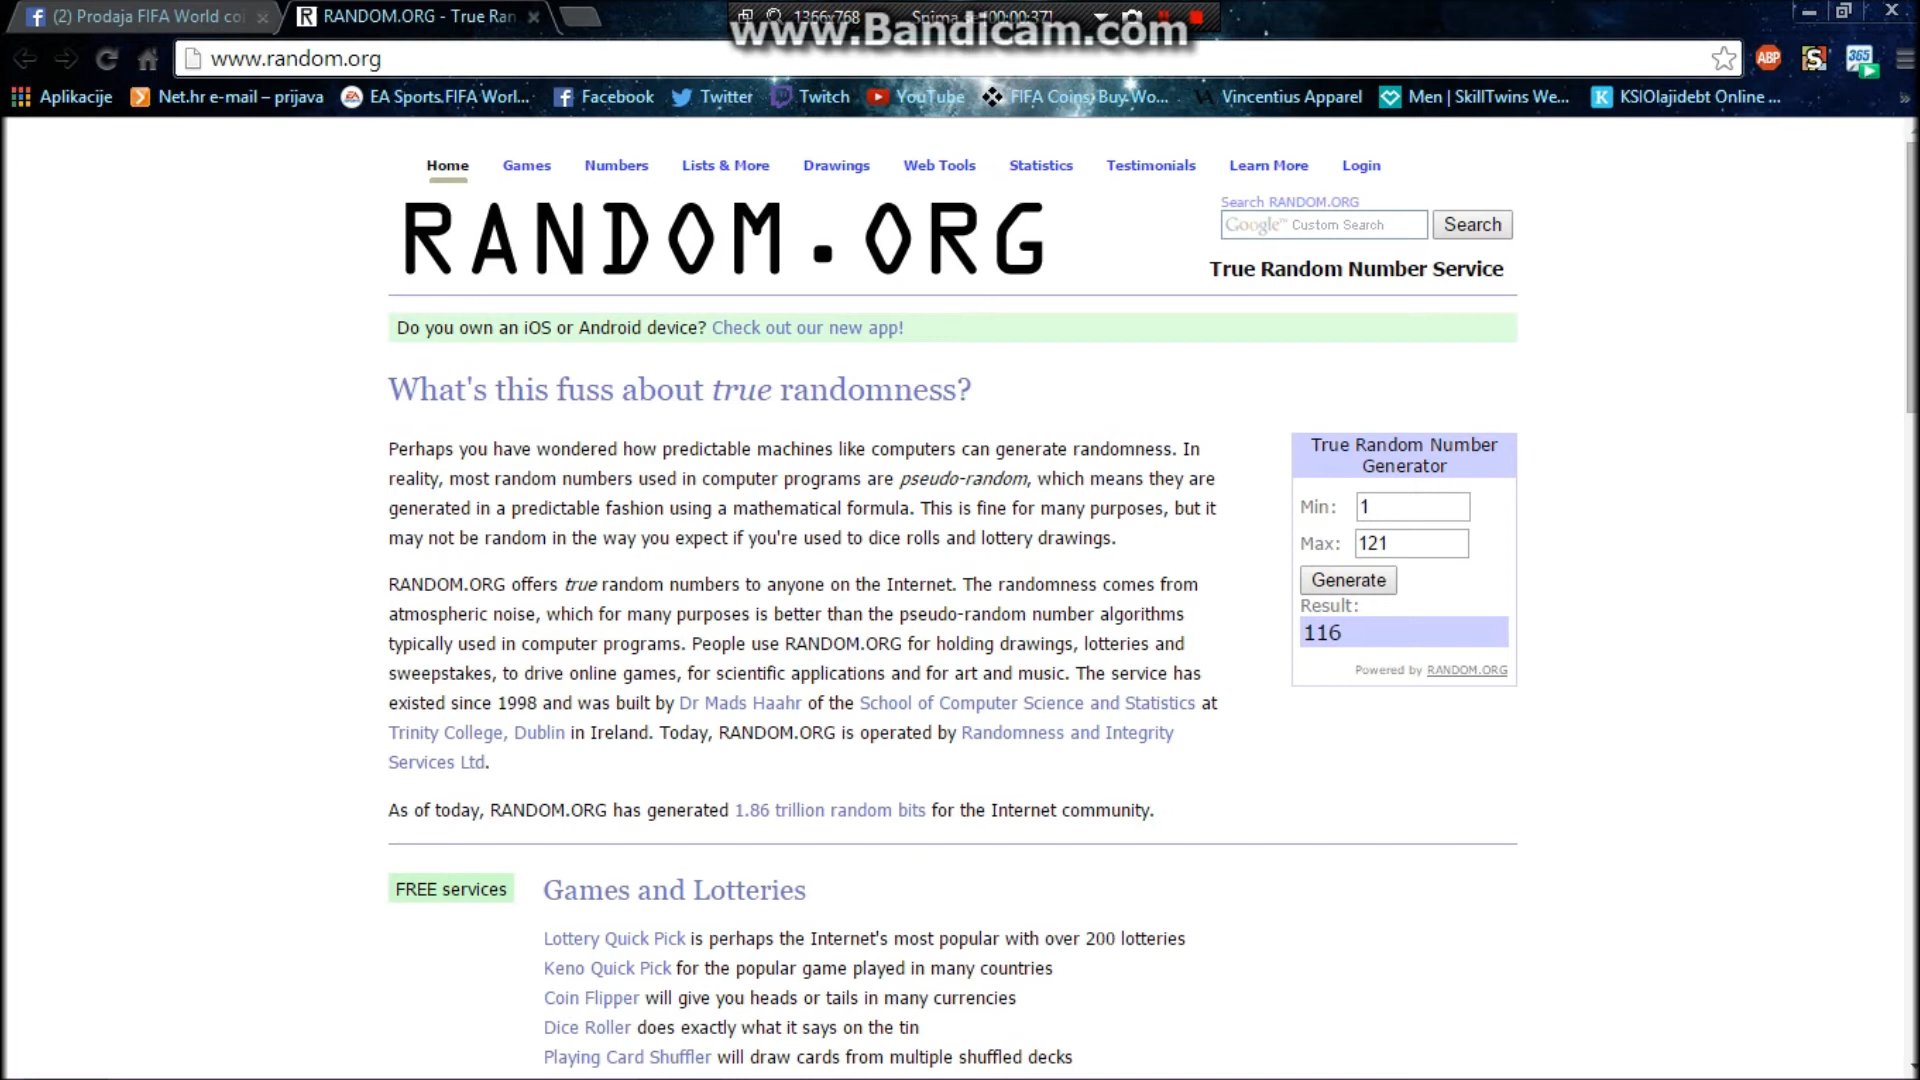 (2) Prodaja FIFA World coi
RANDOM.ORG - True Ran
1366x768
Snima se [00:00:37]
www.Bandicam.com
www.random.org
ABP
S
365
Aplikacije
Net.hr e-mail – prijava
EA Sports FIFA Worl...
Facebook
Twitter
Twitch
YouTube
FIFA Coins, Buy Wo...
Vincentius Apparel
Men | SkillTwins We...
KSIOlajidebt Online ...
Home Games Numbers Lists & More Drawings Web Tools Statistics Testimonials Learn More Login
RANDOM.ORG
Search RANDOM.ORG
Google™ Custom Search
Search
True Random Number Service
Do you own an iOS or Android device? Check out our new app!
What's this fuss about true randomness?
Perhaps you have wondered how predictable machines like computers can generate randomness. In
reality, most random numbers used in computer programs are pseudo-random, which means they are
generated in a predictable fashion using a mathematical formula. This is fine for many purposes, but it
may not be random in the way you expect if you're used to dice rolls and lottery drawings.
RANDOM.ORG offers true random numbers to anyone on the Internet. The randomness comes from
atmospheric noise, which for many purposes is better than the pseudo-random number algorithms
typically used in computer programs. People use RANDOM.ORG for holding drawings, lotteries and
sweepstakes, to drive online games, for scientific applications and for art and music. The service has
existed since 1998 and was built by Dr Mads Haahr of the School of Computer Science and Statistics at
Trinity College, Dublin in Ireland. Today, RANDOM.ORG is operated by Randomness and Integrity
Services Ltd.
As of today, RANDOM.ORG has generated 1.86 trillion random bits for the Internet community.
True Random Number
Generator
Min: 1
Max: 121
Generate
Result:
116
Powered by RANDOM.ORG
FREE services
Games and Lotteries
Lottery Quick Pick is perhaps the Internet's most popular with over 200 lotteries
Keno Quick Pick for the popular game played in many countries
Coin Flipper will give you heads or tails in many currencies
Dice Roller does exactly what it says on the tin
Playing Card Shuffler will draw cards from multiple shuffled decks